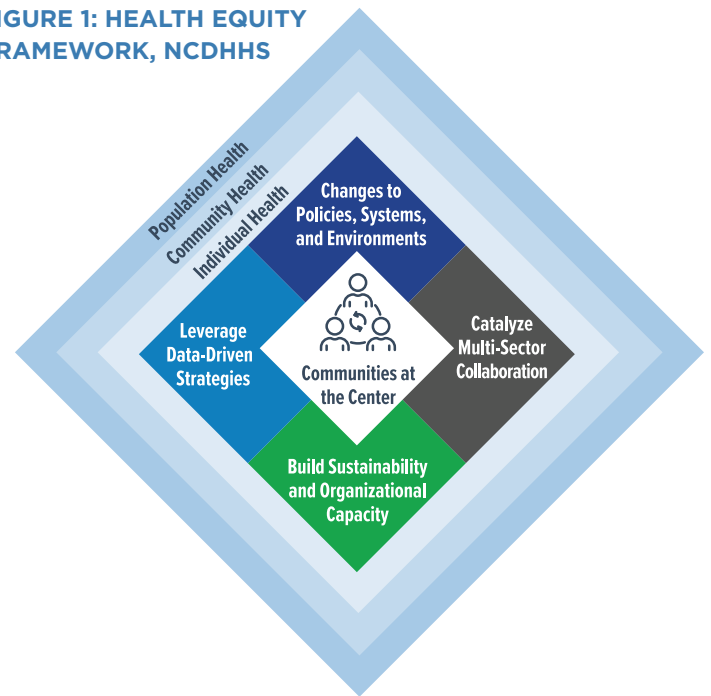 IGURE 1: HEALTH EQUITY
RAMEWORK, NCDHHS
Population Health
Community Health
Individual Health
Changes to
Policies, Systems,
and Environments
Leverage
Data-Driven
Strategies
Catalyze
Multi-Sector
Collaboration
Communities at
the Center
Build Sustainability
and Organizational
Capacity